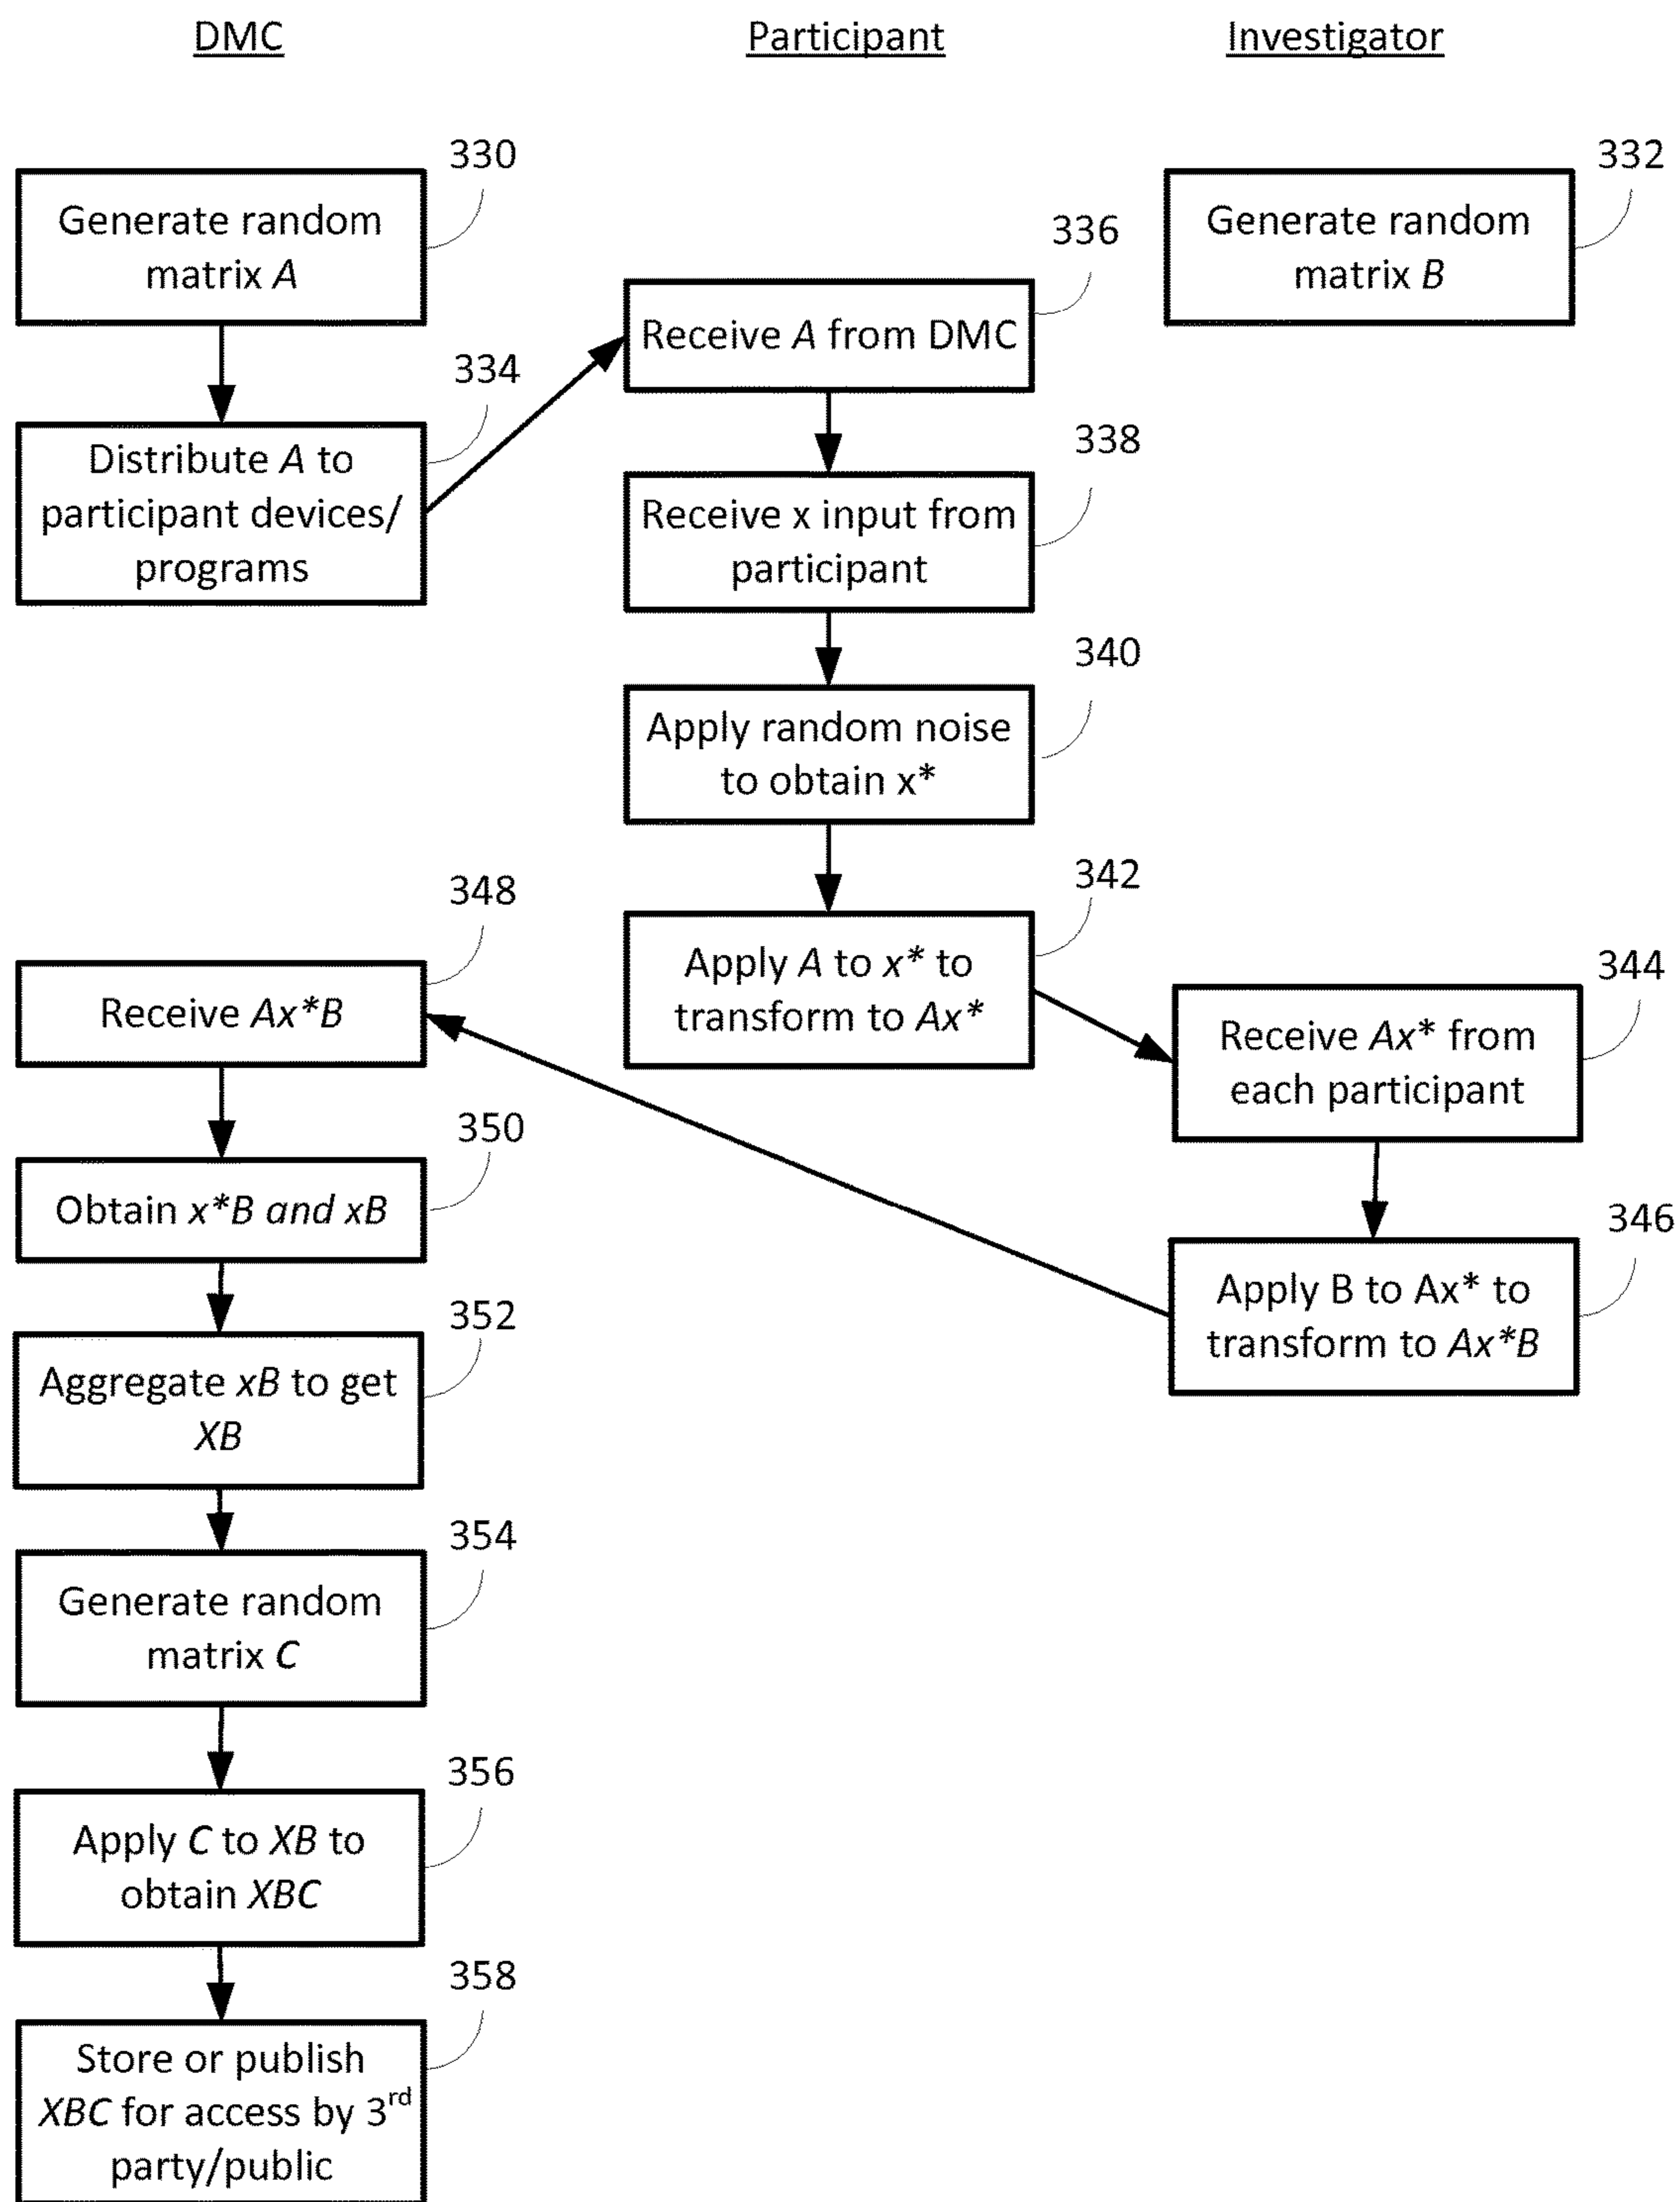 DMC
Participant
Investigator
330
Generate random
matrix A
332
Generate random
matrix B
334
Distribute A to
participant devices/
programs
336
Receive A from DMC
338
Receive x input from
participant
340
Apply random noise
to obtain x*
342
Apply A to x* to
transform to Ax*
344
Receive Ax* from
each participant
346
Apply B to Ax* to
transform to Ax*B
348
Receive Ax*B
350
Obtain x*B and xB
352
Aggregate xB to get
XB
354
Generate random
matrix C
356
Apply C to XB to
obtain XBC
358
Store or publish
XBC for access by 3rd
party/public